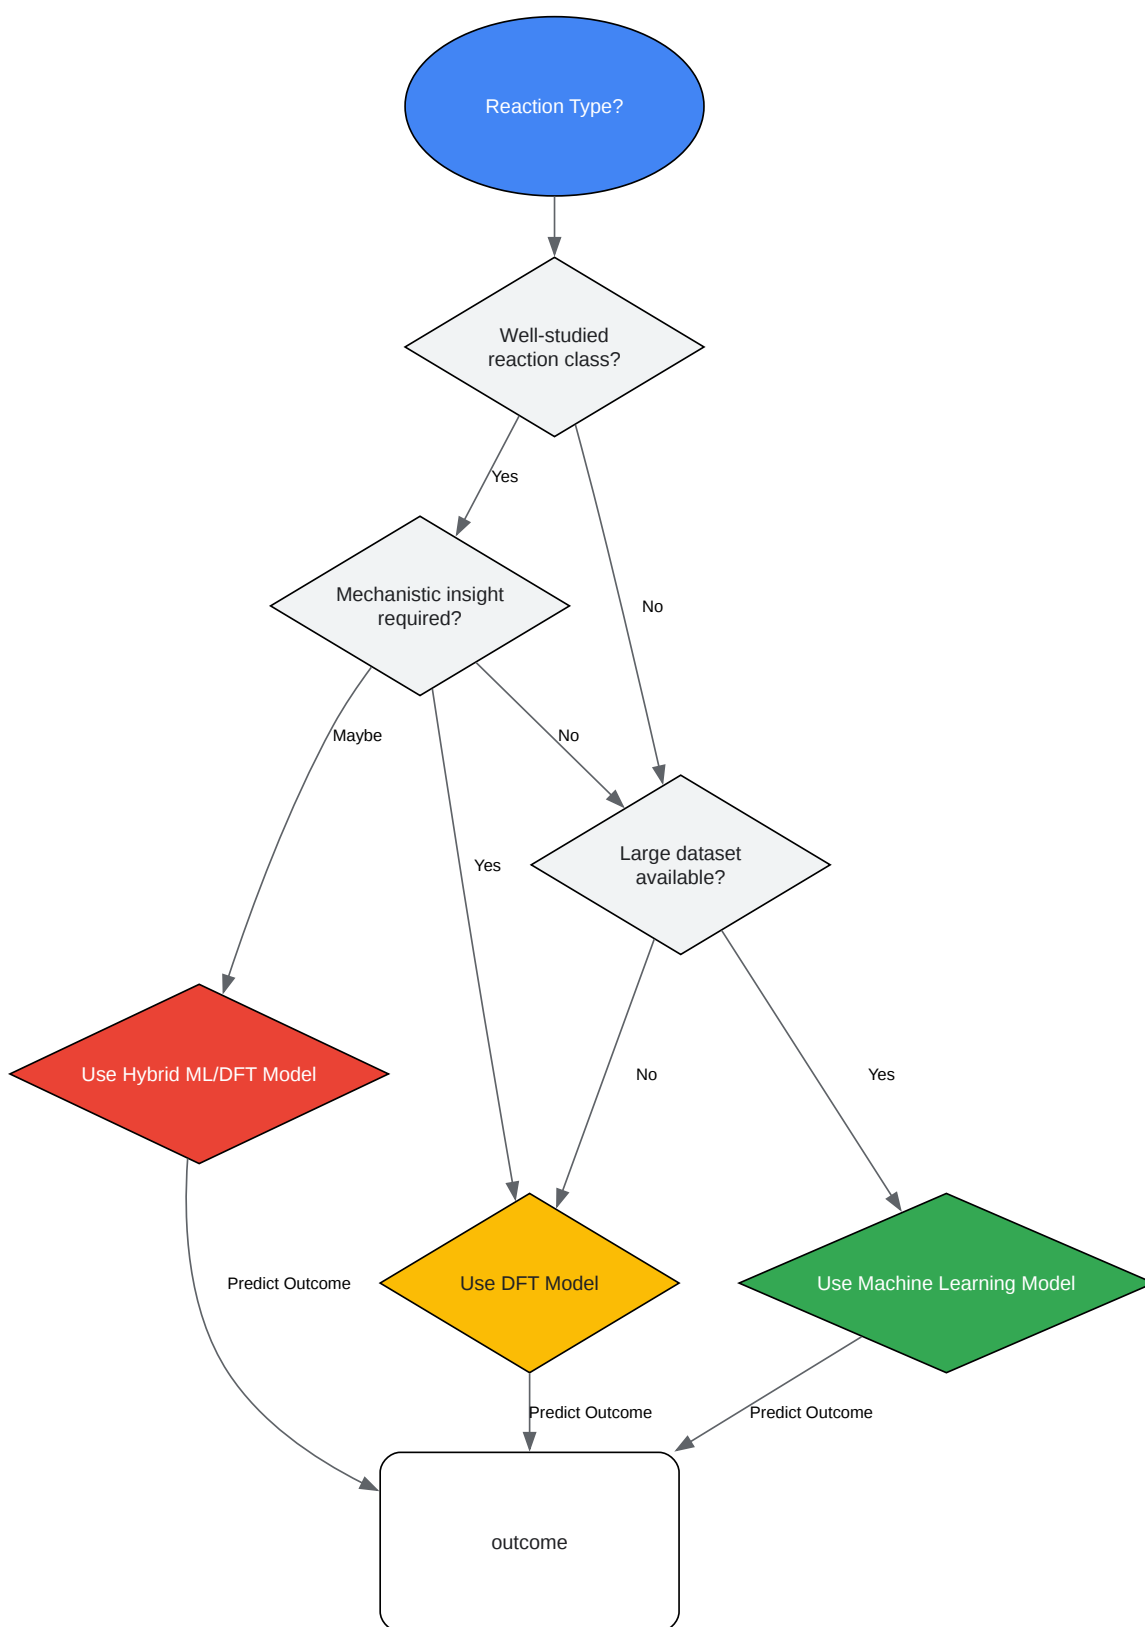 Reaction Type?
Well-studied
reaction class?
Yes
Mechanistic insight
required?
No
Maybe
No
Large dataset
available?
Yes
Use Hybrid ML/DFT Model
No
Yes
Predict Outcome
Use DFT Model
Use Machine Learning Model
Predict Outcome
Predict Outcome
outcome